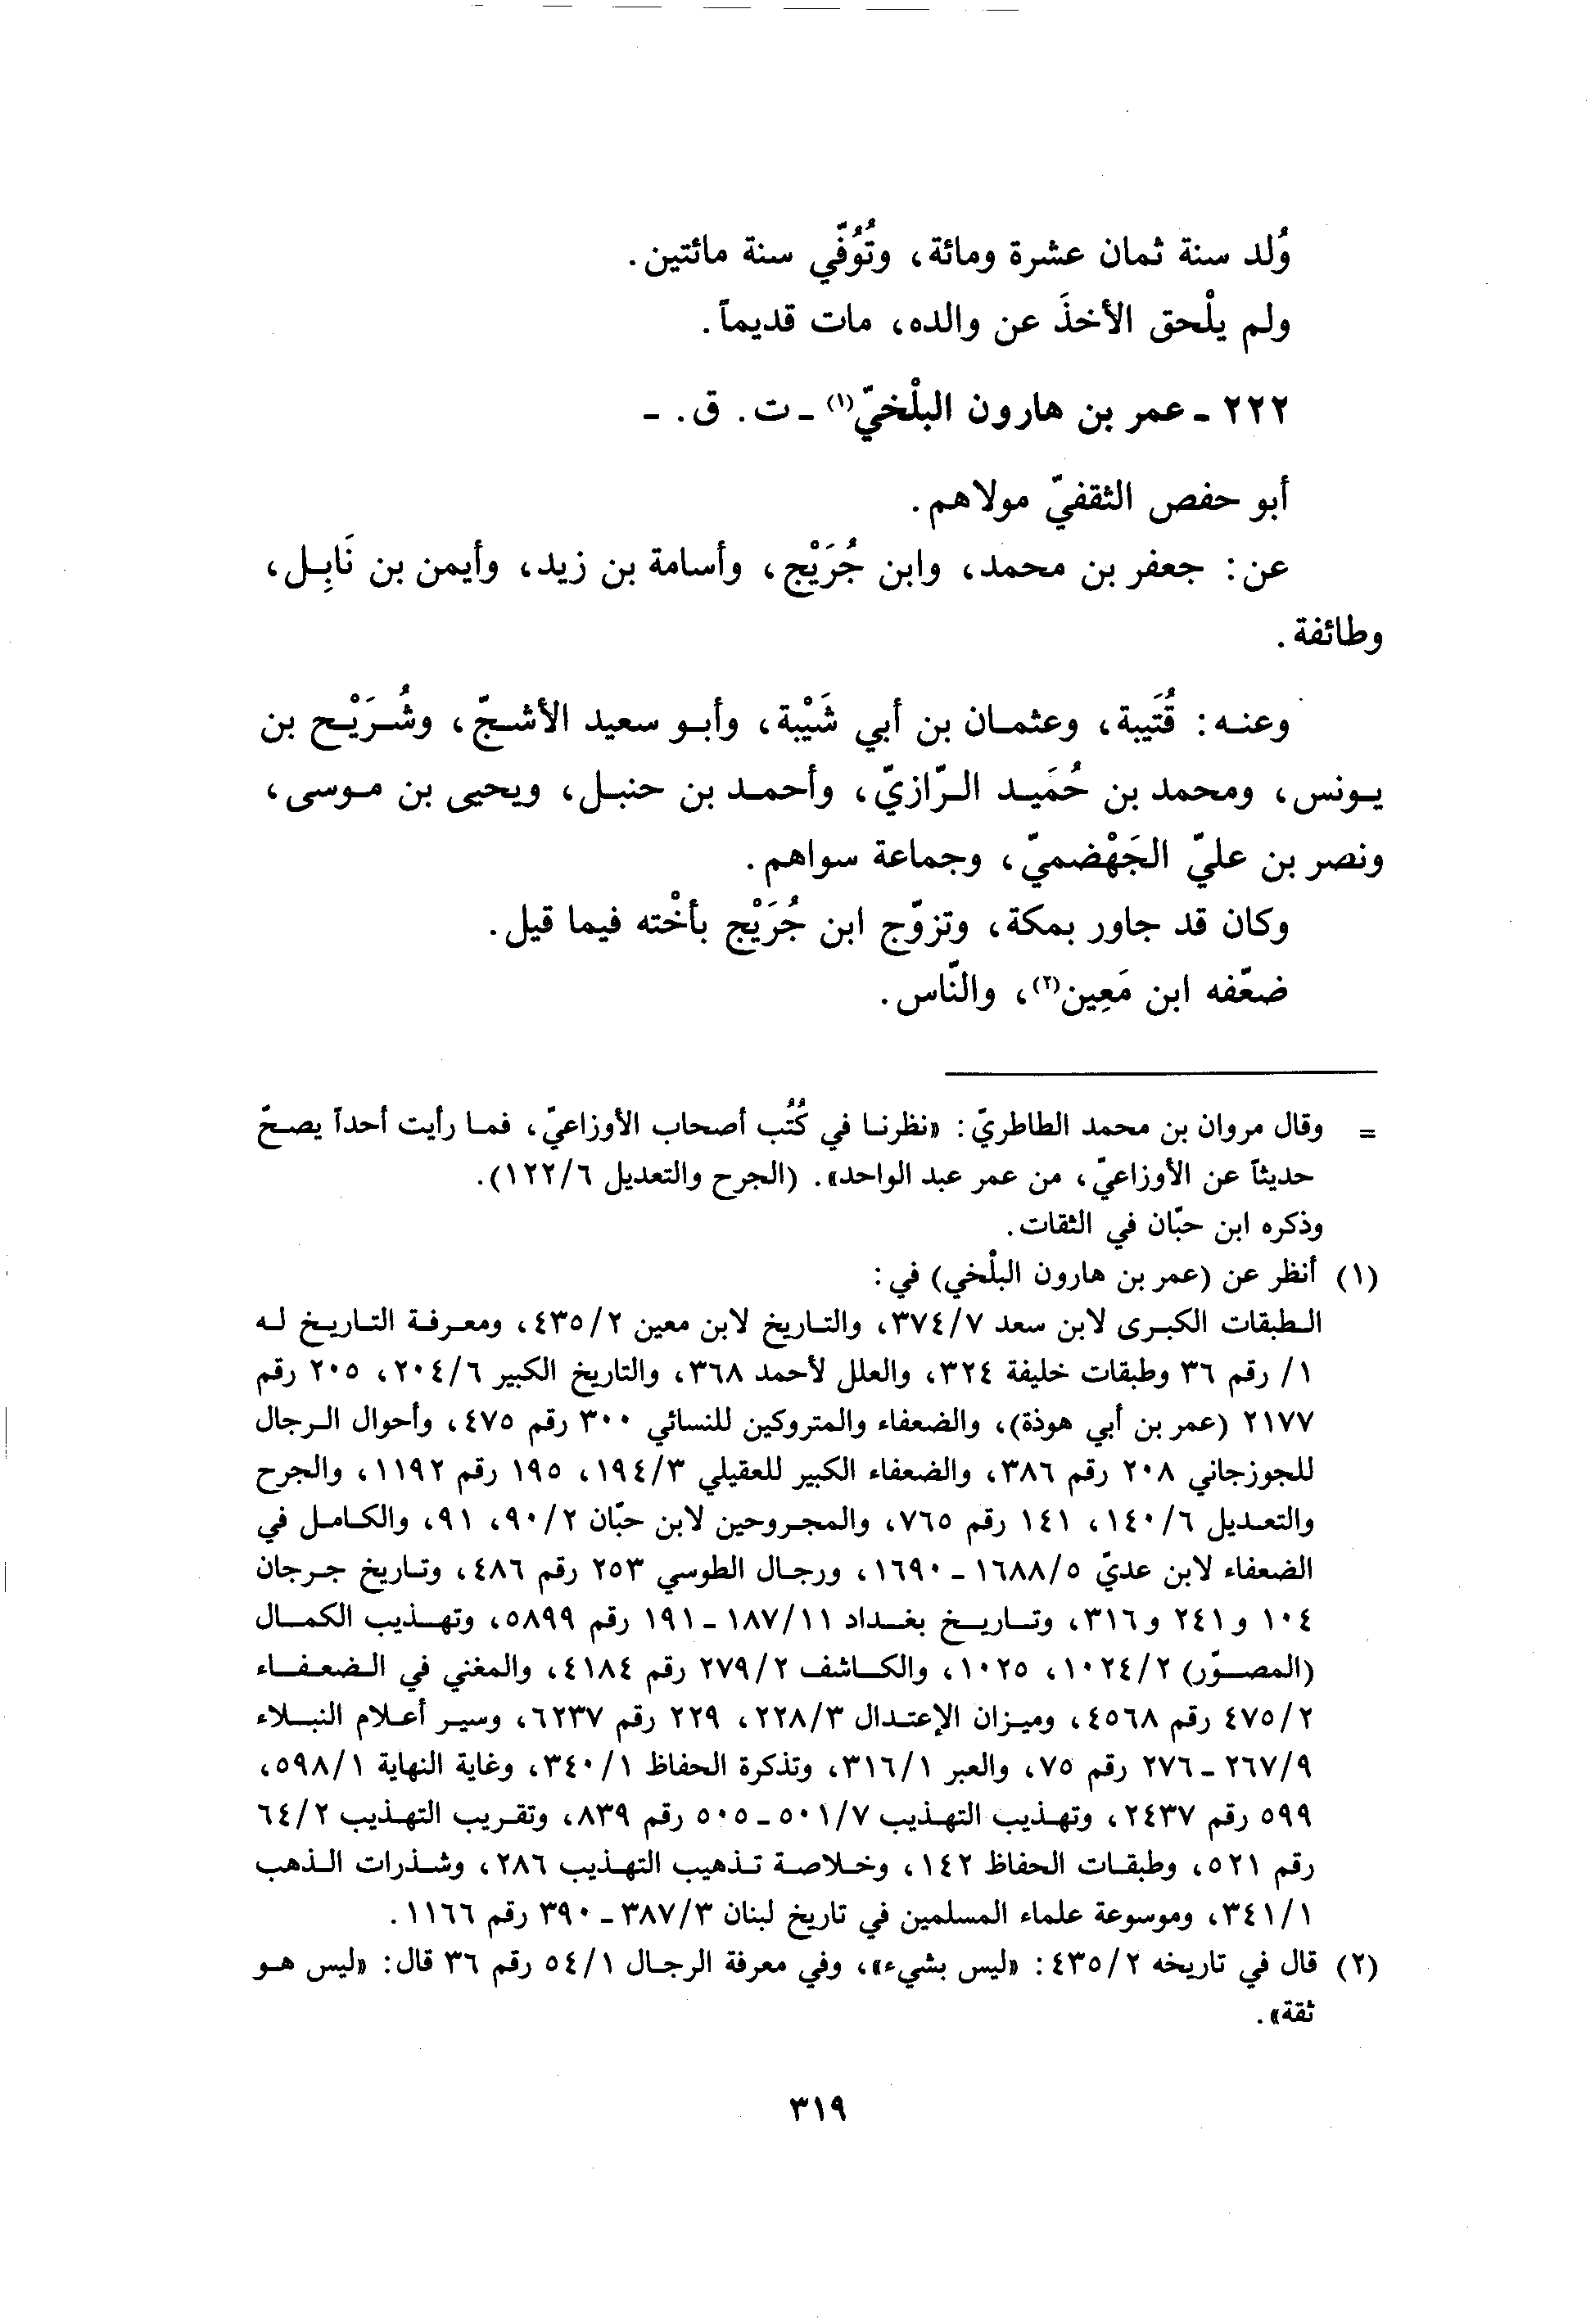 وُلد سنة ثمان عشرة ومائة، وتُوُفّي سنة مائتين.
ولم يلْحق الأخذَ عن والده، مات قديماً.
٢٢٢ - عمر بن هارون البلْخيّ(١) - ت. ق. -
أبو حفص الثقفيّ مولاهم.
عن: جعفر بن محمد، وابن جُرَيْج، وأسامة بن زيد، وأيمن بن نَابِل،
وطائفة.
وعنه: قُتَيبة، وعثمان بن أبي شَيْبة، وأبو سعيد الأشجّ، وشُرَيْح بن
يونس، ومحمد بن حُمَيد الرّازيّ، وأحمد بن حنبل، ويحيى بن موسى،
ونصر بن عليّ الجَهْضميّ، وجماعة سواهم.
وكان قد جاور بمكة، وتزوّج ابن جُرَيْج بأخْته فيما قيل.
ضعّفه ابن مَعِين(٢)، والنّاس.
= وقال مروان بن محمد الطاطريّ: «نظرنا في كُتُب أصحاب الأوزاعيّ، فما رأيت أحداً يصحّ
حديثاً عن الأوزاعيّ، من عمر عبد الواحد». (الجرح والتعديل ١٢٢/٦).
وذكره ابن حبّان في الثقات.
(١) أنظر عن (عمر بن هارون البلْخي) في:
الطبقات الكبرى لابن سعد ٣٧٤/٧، والتاريخ لابن معين ٤٣٥/٢، ومعرفة التاريخ له
١/ رقم ٣٦ وطبقات خليفة ٣٢٤، والعلل لأحمد ٣٦٨، والتاريخ الكبير ٢٠٤/٦، ٢٠٥ رقم
٢١٧٧ (عمر بن أبي هوذة)، والضعفاء والمتروكين للنسائي ٣٠٠ رقم ٤٧٥، وأحوال الرجال
للجوزجاني ٢٠٨ رقم ٣٨٦، والضعفاء الكبير للعقيلي ١٩٤/٣، ١٩٥ رقم ١١٩٢، والجرح
والتعديل ١٤٠/٦، ١٤١ رقم ٧٦٥، والمجروحين لابن حبّان ٩٠/٢، ٩١، والكامل في
الضعفاء لابن عديّ ١٦٨٨/٥ - ١٦٩٠، ورجال الطوسي ٢٥٣ رقم ٤٨٦، وتاريخ جرجان
١٠٤ و٢٤١ و٣١٦، وتاريخ بغداد ١٨٧/١١ - ١٩١ رقم ٥٨٩٩، وتهذيب الكمال
(المصوّر) ١٠٢٤/٢، ١٠٢٥، والكاشف ٢٧٩/٢ رقم ٤١٨٤، والمغني في الضعفاء
٤٧٥/٢ رقم ٤٥٦٨، وميزان الإعتدال ٢٢٨/٣، ٢٢٩ رقم ٦٢٣٧، وسير أعلام النبلاء
٢٦٧/٩ - ٢٧٦ رقم ٧٥، والعبر ٣١٦/١، وتذكرة الحفاظ ٣٤٠/١، وغاية النهاية ٥٩٨/١،
٥٩٩ رقم ٢٤٣٧، وتهذيب التهذيب ٥٠١/٧ - ٥٠٥ رقم ٨٣٩، وتقريب التهذيب ٦٤/٢
رقم ٥٢١، وطبقات الحفاظ ١٤٢، وخلاصة تذهيب التهذيب ٢٨٦، وشذرات الذهب
٣٤١/١، وموسوعة علماء المسلمين في تاريخ لبنان ٣٨٧/٣ - ٣٩٠ رقم ١١٦٦.
(٢) قال في تاريخه ٤٣٥/٢: «ليس بشيء»، وفي معرفة الرجال ٥٤/١ رقم ٣٦ قال: «ليس هو
ثقة».
٣١٩